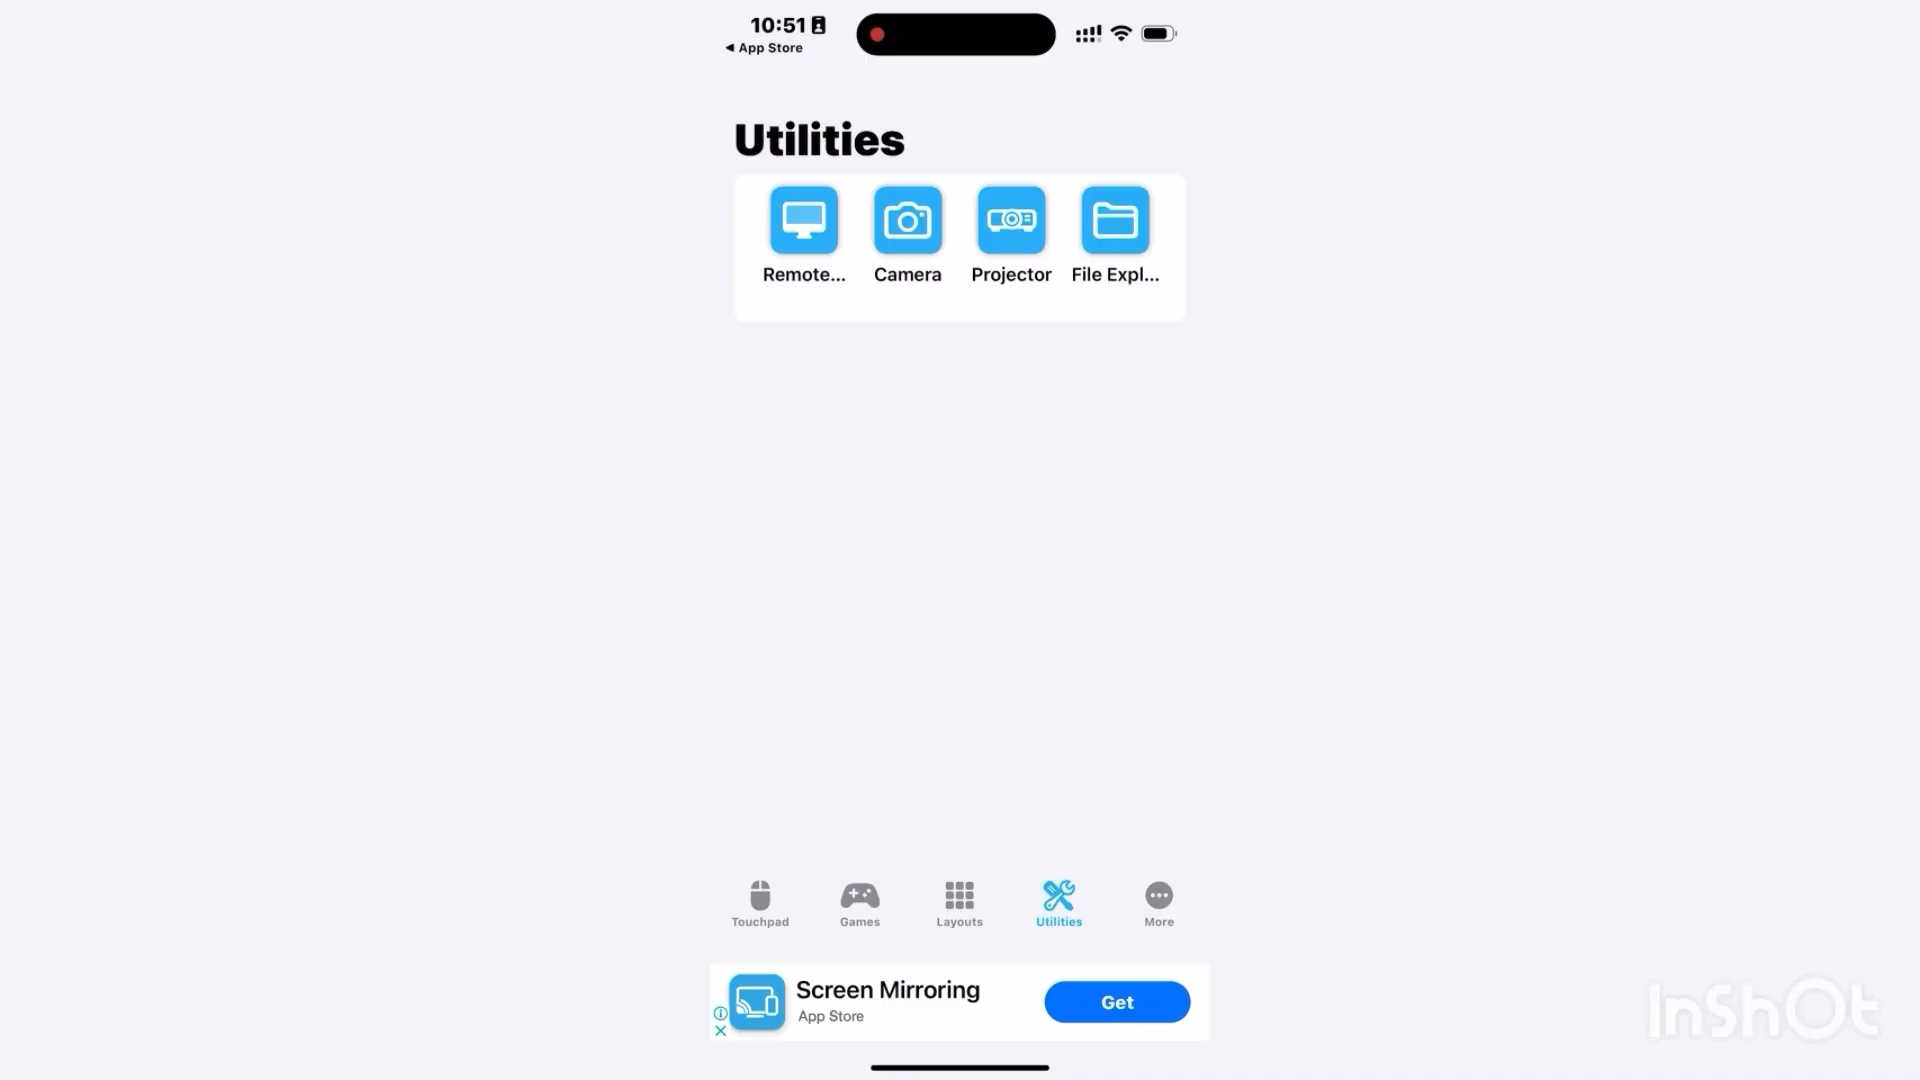 10:51
◀ App Store
Utilities
Remote...
Camera
Projector
File Expl...
Touchpad
Games
Layouts
Utilities
More
Screen Mirroring
App Store
Get
InShOt